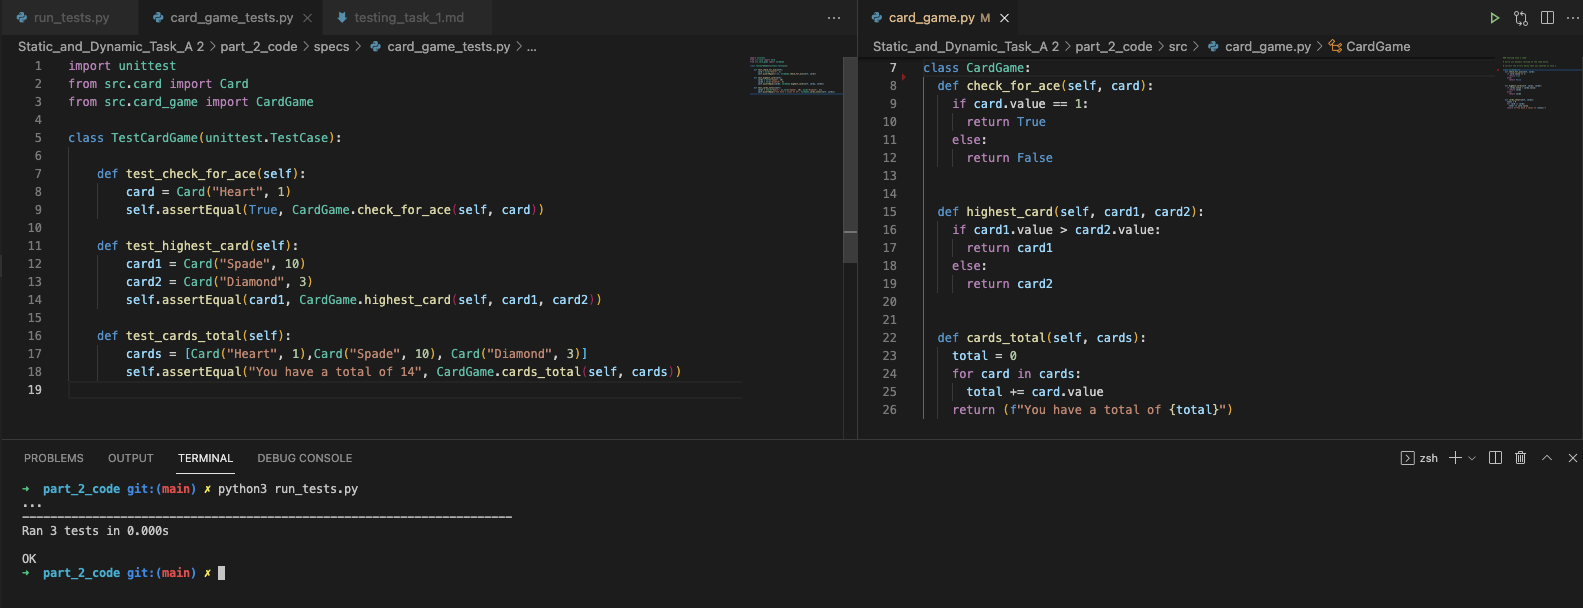 run_tests.py
card_game_tests.py
testing_task_1.md
Static_and_Dynamic_Task_A 2 > part_2_code > specs > card_game_tests.py > ...
1 import unittest
2 from src.card import Card
3 from src.card_game import CardGame
4
5 class TestCardGame(unittest.TestCase):
6
7     def test_check_for_ace(self):
8         card = Card("Heart", 1)
9         self.assertEqual(True, CardGame.check_for_ace(self, card))
10
11     def test_highest_card(self):
12         card1 = Card("Spade", 10)
13         card2 = Card("Diamond", 3)
14         self.assertEqual(card1, CardGame.highest_card(self, card1, card2))
15
16     def test_cards_total(self):
17         cards = [Card("Heart", 1),Card("Spade", 10), Card("Diamond", 3)]
18         self.assertEqual("You have a total of 14", CardGame.cards_total(self, cards))
19
card_game.py M
Static_and_Dynamic_Task_A 2 > part_2_code > src > card_game.py > CardGame
7 class CardGame:
8   def check_for_ace(self, card):
9     if card.value == 1:
10       return True
11     else:
12       return False
13
14
15   def highest_card(self, card1, card2):
16     if card1.value > card2.value:
17       return card1
18     else:
19       return card2
20
21
22   def cards_total(self, cards):
23     total = 0
24     for card in cards:
25       total += card.value
26     return (f"You have a total of {total}")
PROBLEMS OUTPUT TERMINAL DEBUG CONSOLE
zsh
➜ part_2_code git:(main) ✗ python3 run_tests.py
...
----------------------------------------------------------------------
Ran 3 tests in 0.000s
OK
➜ part_2_code git:(main) ✗